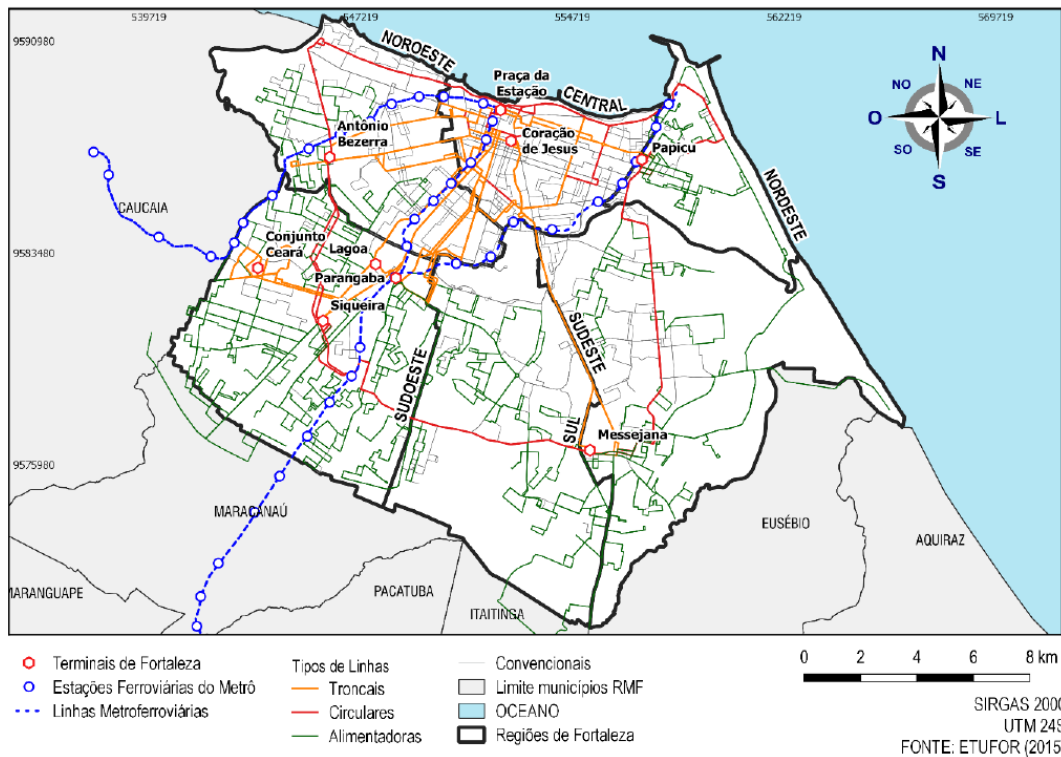 539719 547719 554719 562219 569719
9590980
9583480
9575980
NOROESTE
CENTRAL
NORDESTE
SUDESTE
SUDOESTE
SUL
Praça da
Estação
Antônio
Bezerra
Coração
de Jesus
Papicu
Conjunto
Ceará
Lagoa
Parangaba
Siqueira
Messejana
CAUCAIA
MARACANAÚ
MARANGUAPE
PACATUBA
ITAITINGA
EUSÉBIO
AQUIRAZ
N
NE
L
SE
S
SO
O
NO
Terminais de Fortaleza
Estações Ferroviárias do Metrô
Linhas Metroferroviárias
Tipos de Linhas
Troncais
Circulares
Alimentadoras
Convencionais
Limite municípios RMF
OCEANO
Regiões de Fortaleza
0 2 4 6 8 km
SIRGAS 2000
UTM 24S
FONTE: ETUFOR (2015)